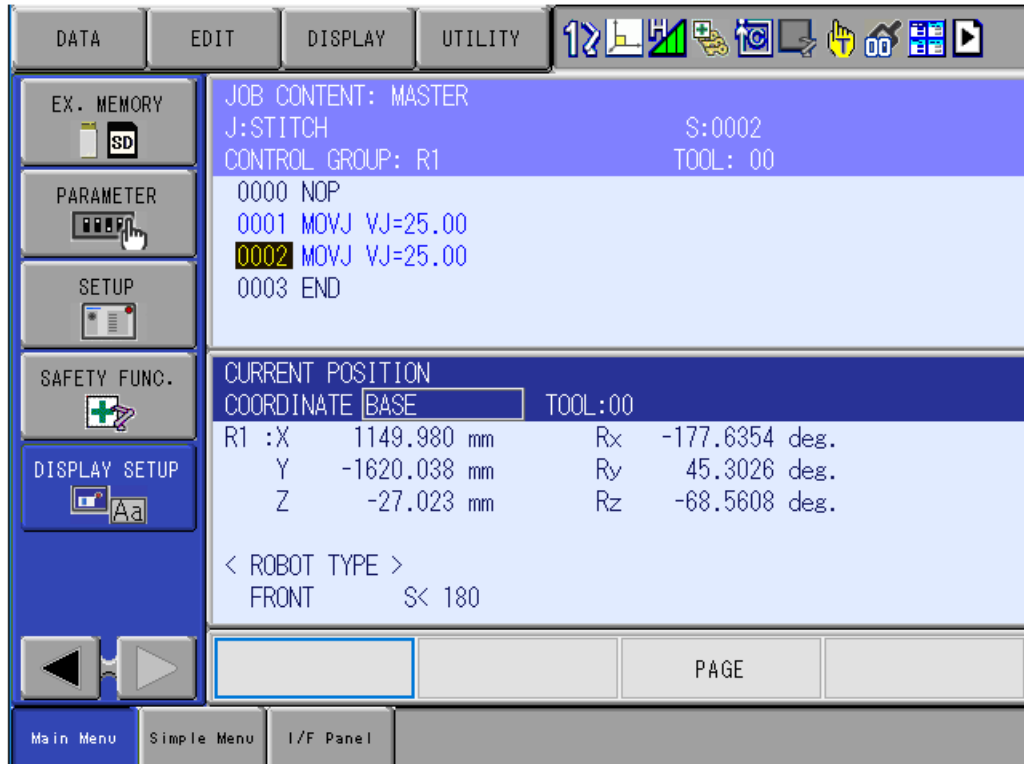 DATA
EDIT
DISPLAY
UTILITY
EX. MEMORY
SD
PARAMETER
SETUP
SAFETY FUNC.
DISPLAY SETUP
Aa
JOB CONTENT: MASTER
J:STITCH S:0002
CONTROL GROUP: R1 TOOL: 00
0000 NOP
0001 MOVJ VJ=25.00
0002 MOVJ VJ=25.00
0003 END
CURRENT POSITION
COORDINATE BASE TOOL:00
R1 :X 1149.980 mm Rx -177.6354 deg.
Y -1620.038 mm Ry 45.3026 deg.
Z -27.023 mm Rz -68.5608 deg.
< ROBOT TYPE >
FRONT S< 180
PAGE
Main Menu
Simple Menu
I/F Panel